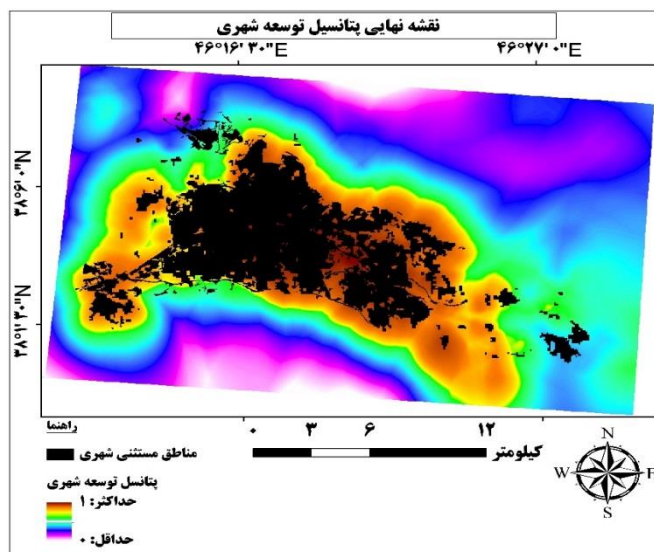 نقشه نهایی پتانسیل توسعه شهری
۴۶°۱۶' ۳۰"E
۴۶°۲۷' ۰"E
۳۸°۶' ۰"N
۳۸°۱' ۳۰"N
راهنما
مناطق مستثنی شهری
پتانسل توسعه شهری
حداکثر: ۱
حداقل: ۰
۰ ۳ ۶ ۱۲
کیلومتر
N
W E
S